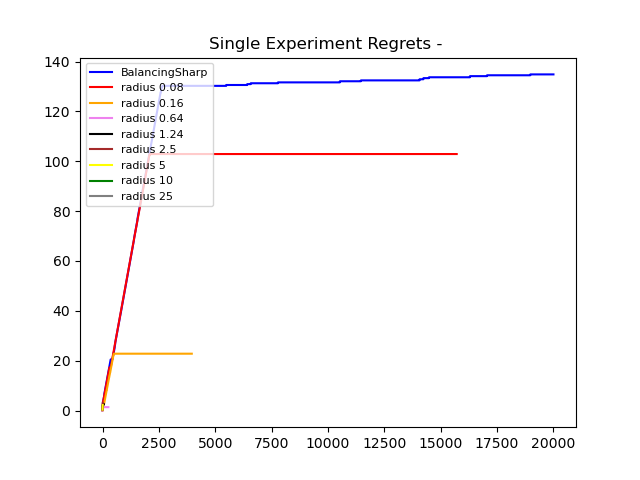 Single Experiment Regrets -
140
120
100
80
60
40
20
0
BalancingSharp
radius 0.08
radius 0.16
radius 0.64
radius 1.24
radius 2.5
radius 5
radius 10
radius 25
0 2500 5000 7500 10000 12500 15000 17500 20000